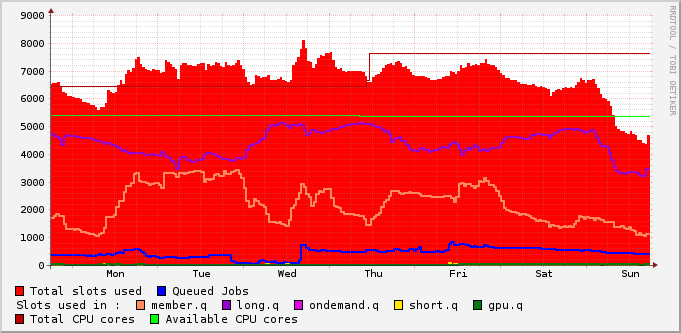 9000
8000
7000
6000
5000
4000
3000
2000
1000
0
Mon Tue Wed Thu Fri Sat Sun
RRDTOOL / TOBI OETIKER
Total slots used Queued Jobs
Slots used in : member.q long.q ondemand.q short.q gpu.q
Total CPU cores Available CPU cores